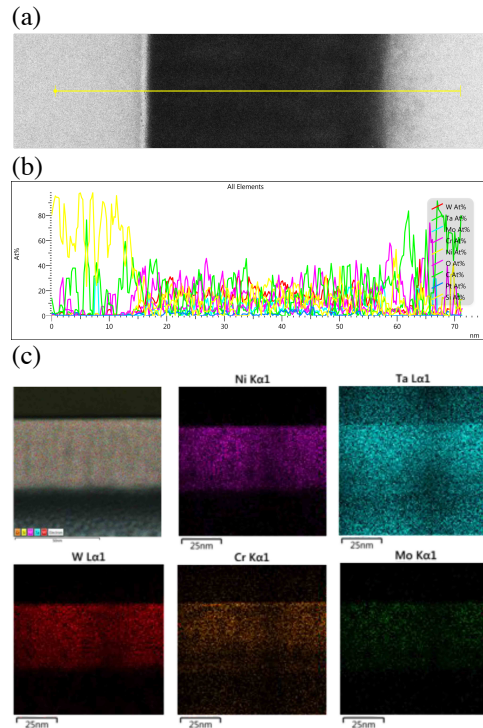 (a)
(b)
All Elements
At%
80
60
40
20
0
0 10 20 30 40 50 60 70
nm
W At%
Ta At%
Mo At%
Cr At%
Ni At%
O At%
C At%
Pt At%
Si At%
(c)
Ni Kα1 Ta Lα1
25nm 25nm
W Lα1 Cr Kα1 Mo Kα1
25nm 25nm 25nm